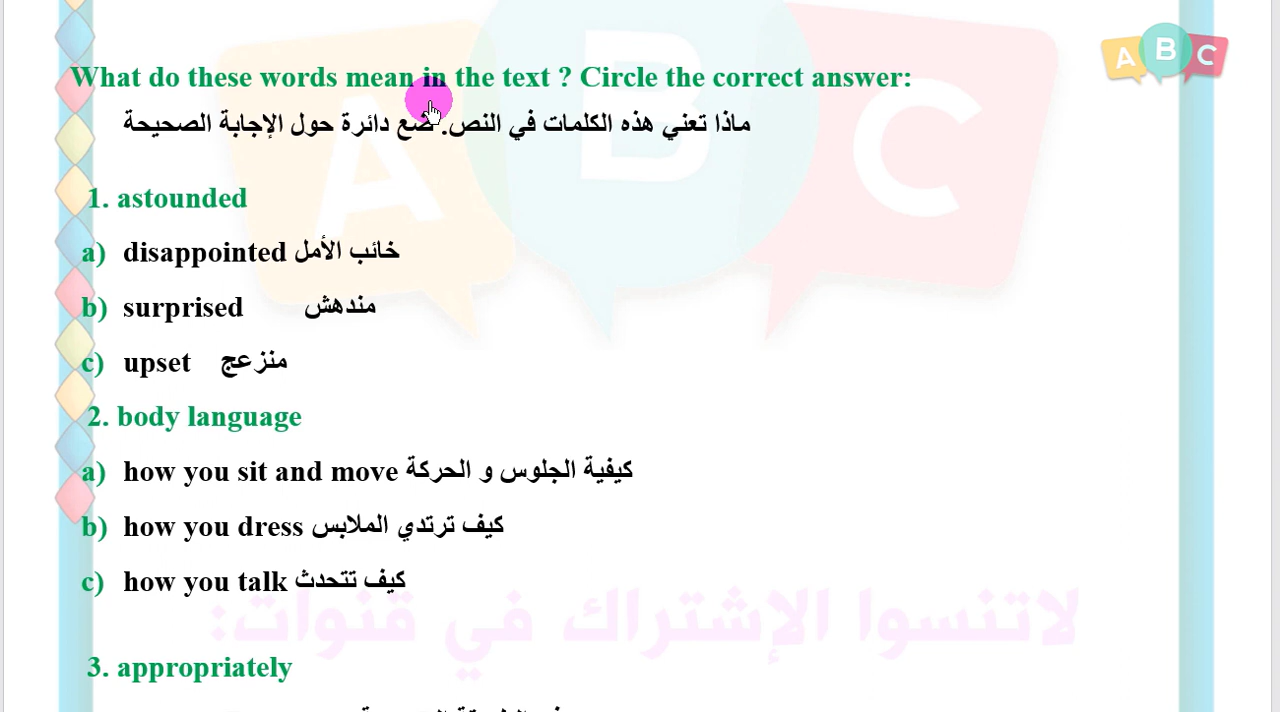 A B C
What do these words mean in the text ? Circle the correct answer:
ماذا تعني هذه الكلمات في النص. ضع دائرة حول الإجابة الصحيحة
1. astounded
a) disappointed خائب الأمل
b) surprised مندهش
c) upset منزعج
2. body language
a) how you sit and move كيفية الجلوس و الحركة
b) how you dress كيف ترتدي الملابس
c) how you talk كيف تتحدث
لاتنسوا الإشتراك في قنوات:
3. appropriately